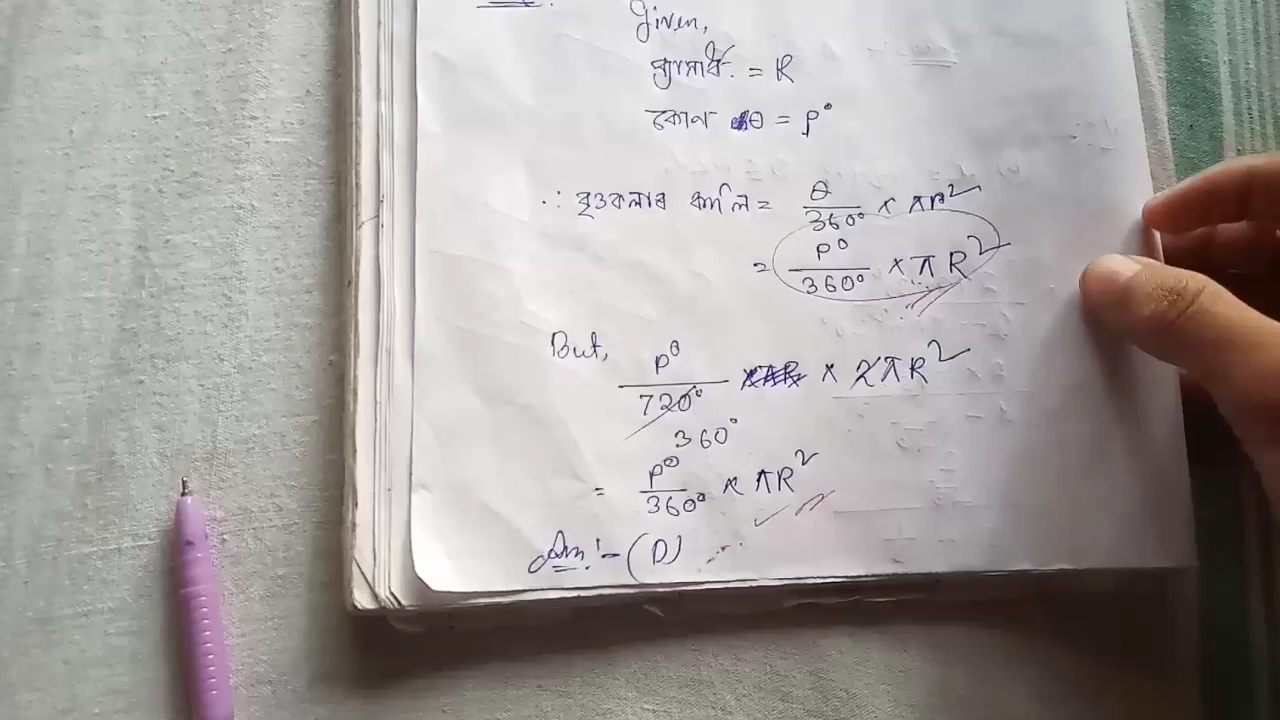 Given,
ব্যাসাৰ্ধ. = R
কোণ θ = P°
∴ বৃত্তকলাৰ কালি = θ/360° × πR²
= P°/360° × πR²
But, P°/720° × 2πR²
360°
= P°/360° × πR²
Ans:- (D)